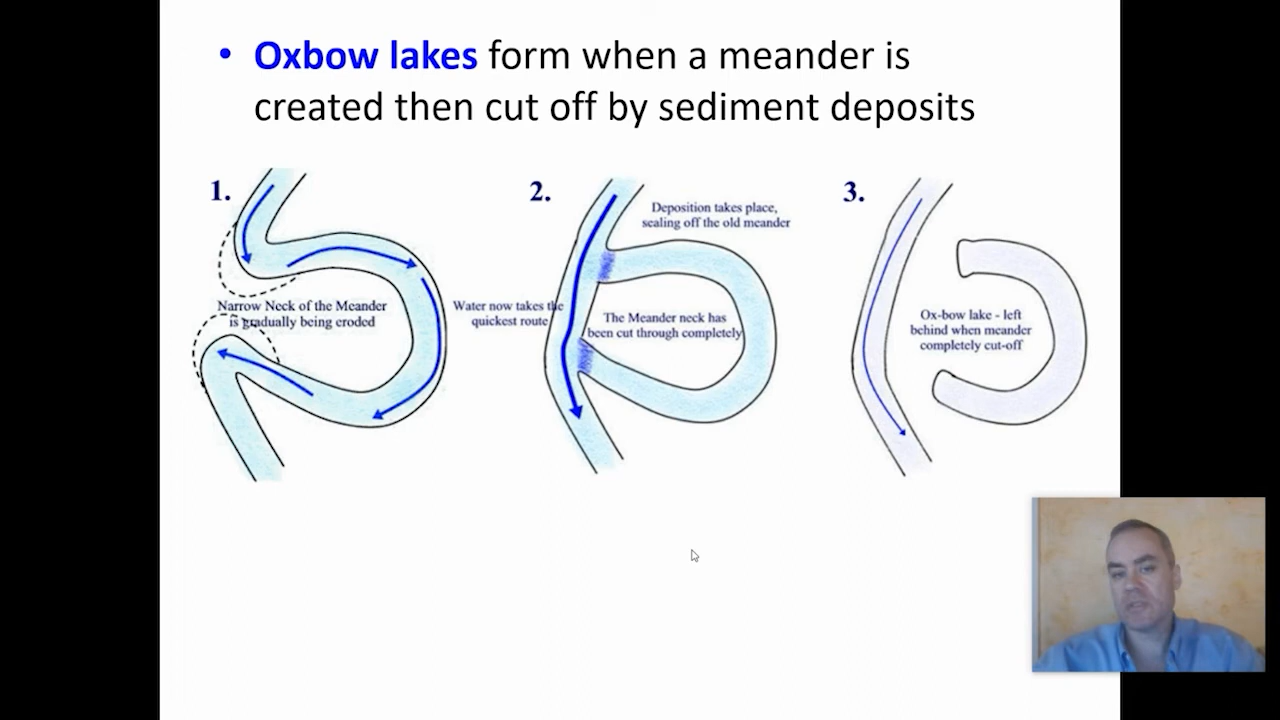 • Oxbow lakes form when a meander is
created then cut off by sediment deposits
1.
Narrow Neck of the Meander
is gradually being eroded
2.
Deposition takes place,
sealing off the old meander
Water now takes the
quickest route
The Meander neck has
been cut through completely
3.
Ox-bow lake - left
behind when meander
completely cut-off